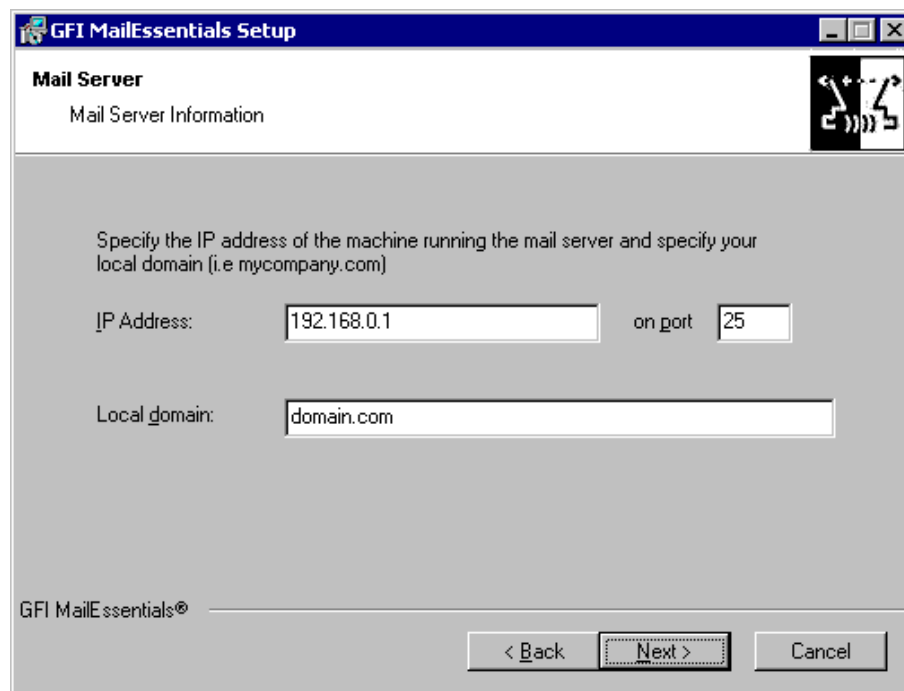 GFI MailEssentials Setup
Mail Server
Mail Server Information
Specify the IP address of the machine running the mail server and specify your
local domain (i.e mycompany.com)
IP Address: 192.168.0.1 on port 25
Local domain: domain.com
GFI MailEssentials®
< Back Next > Cancel